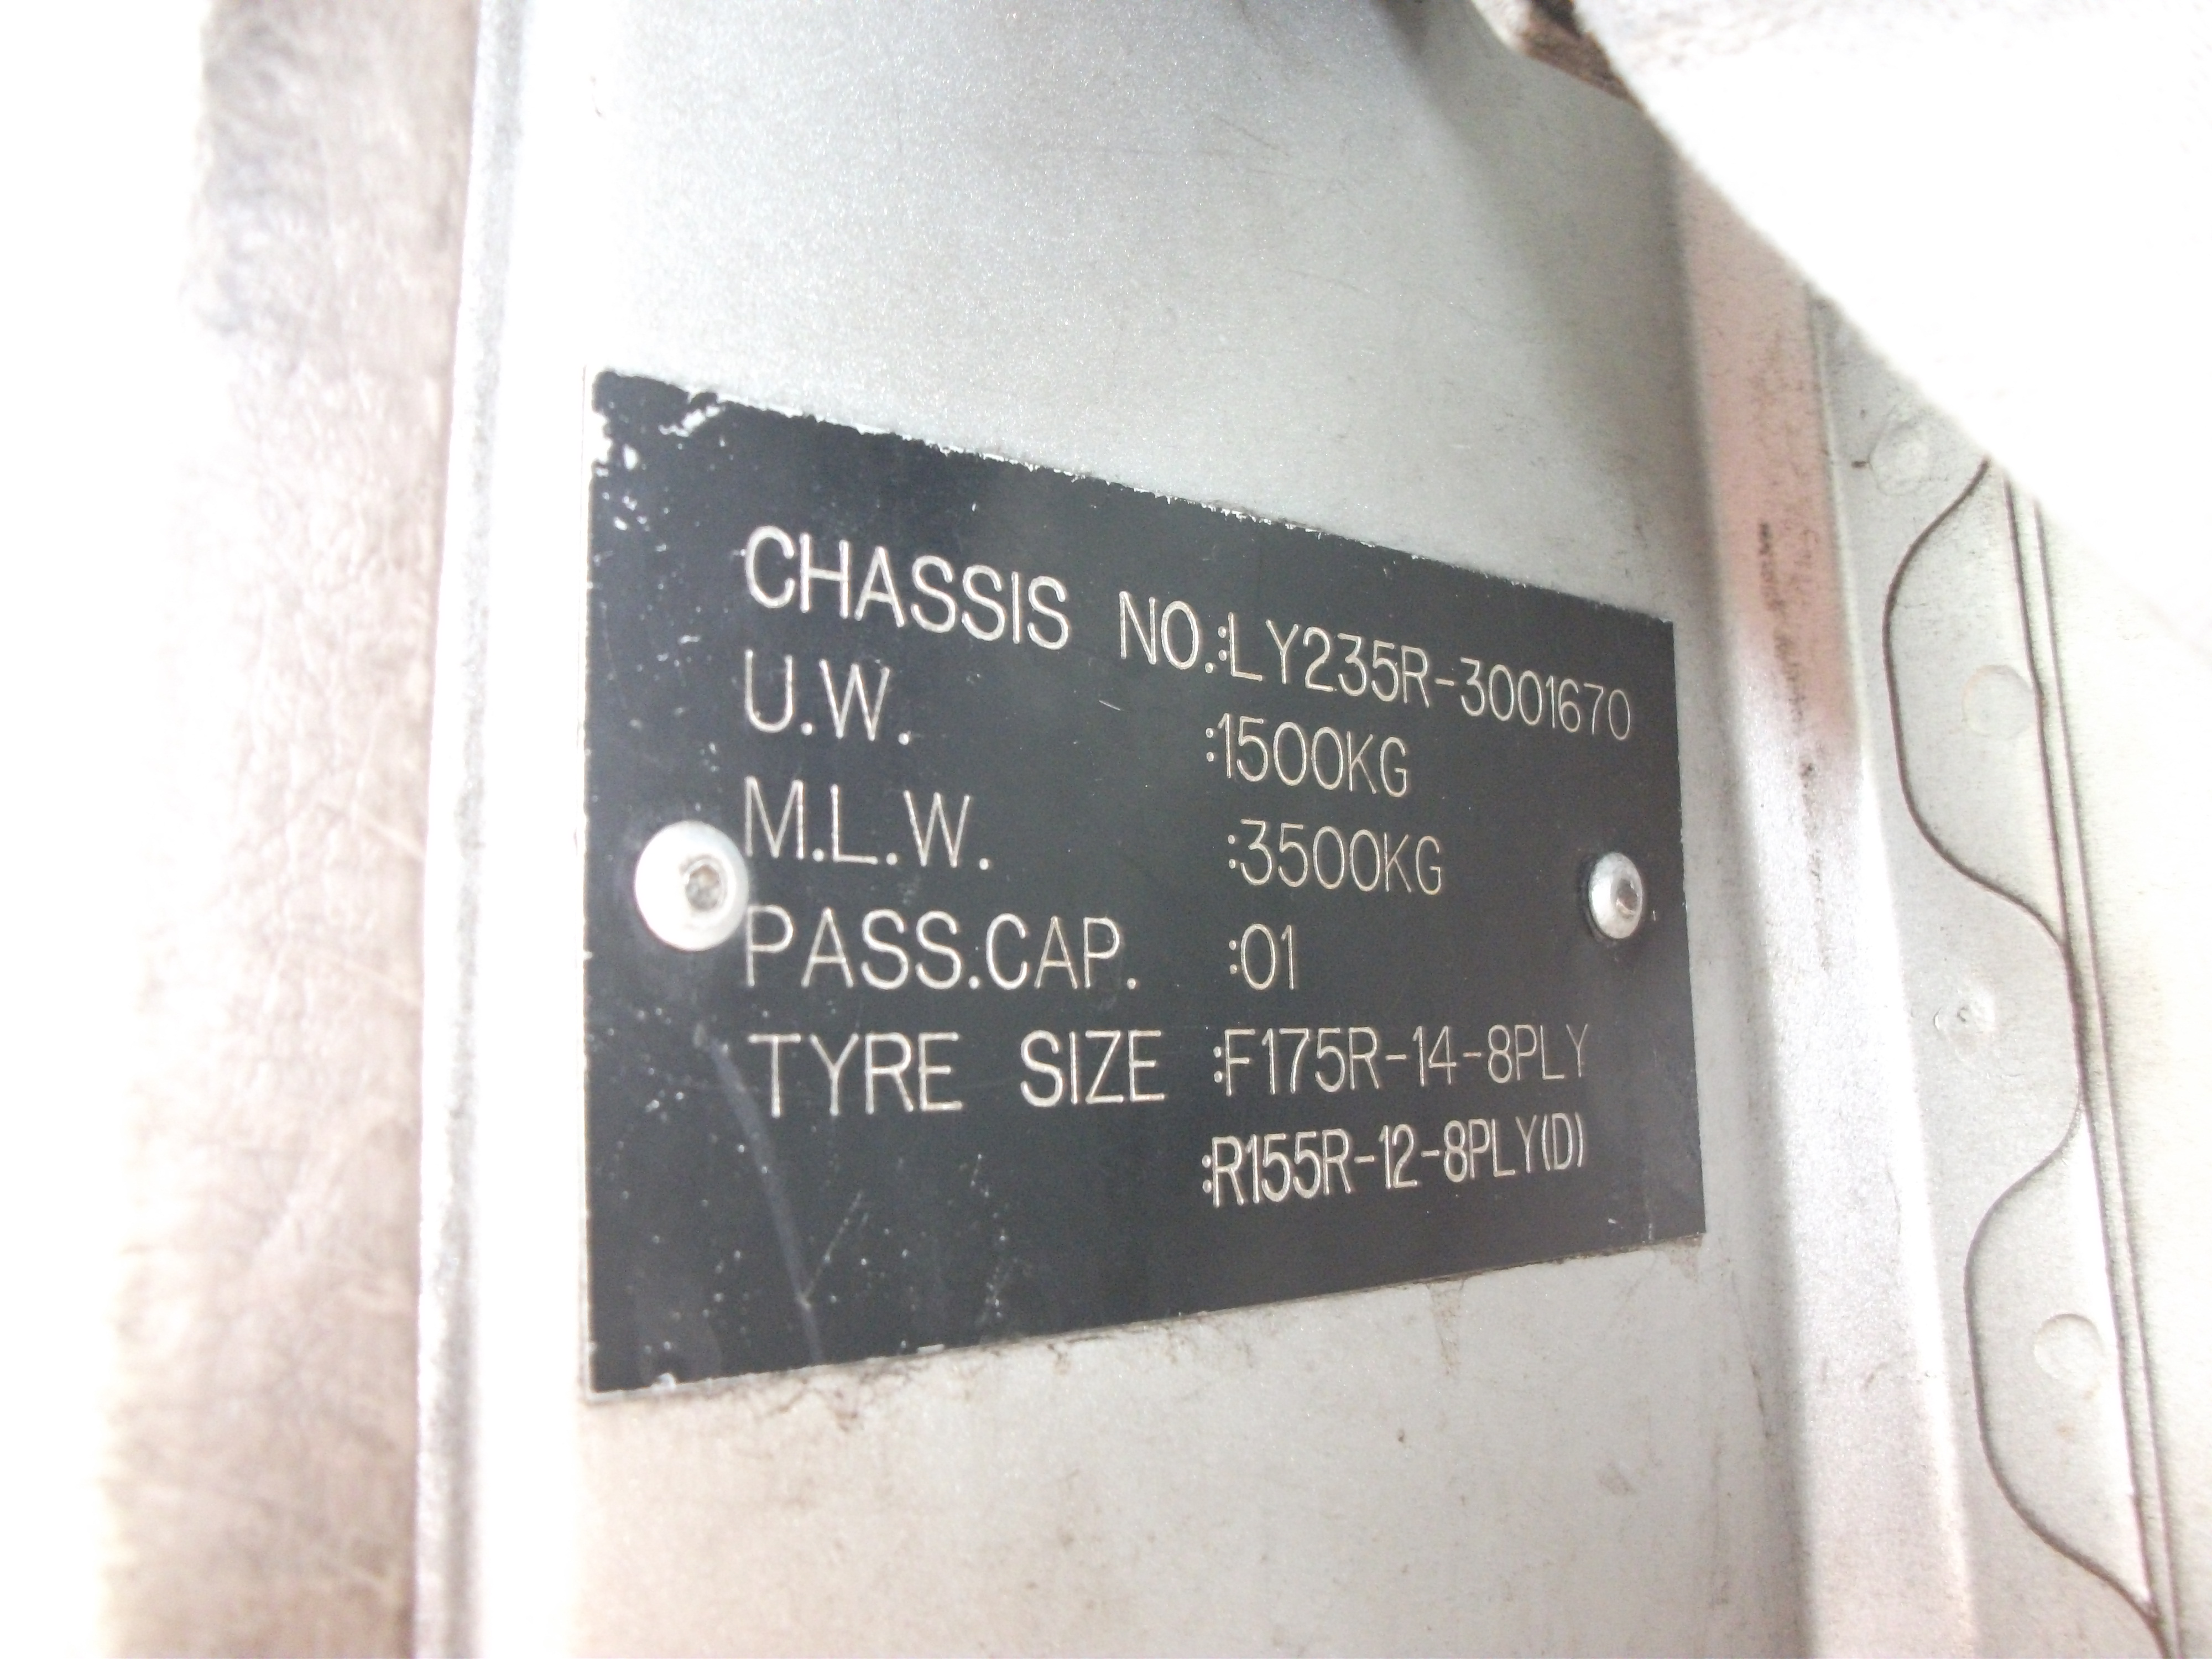 CHASSIS NO.:LY235R-3001670
U.W. :1500KG
M.L.W. :3500KG
PASS.CAP. :01
TYRE SIZE :F175R-14-8PLY
:R155R-12-8PLY(D)